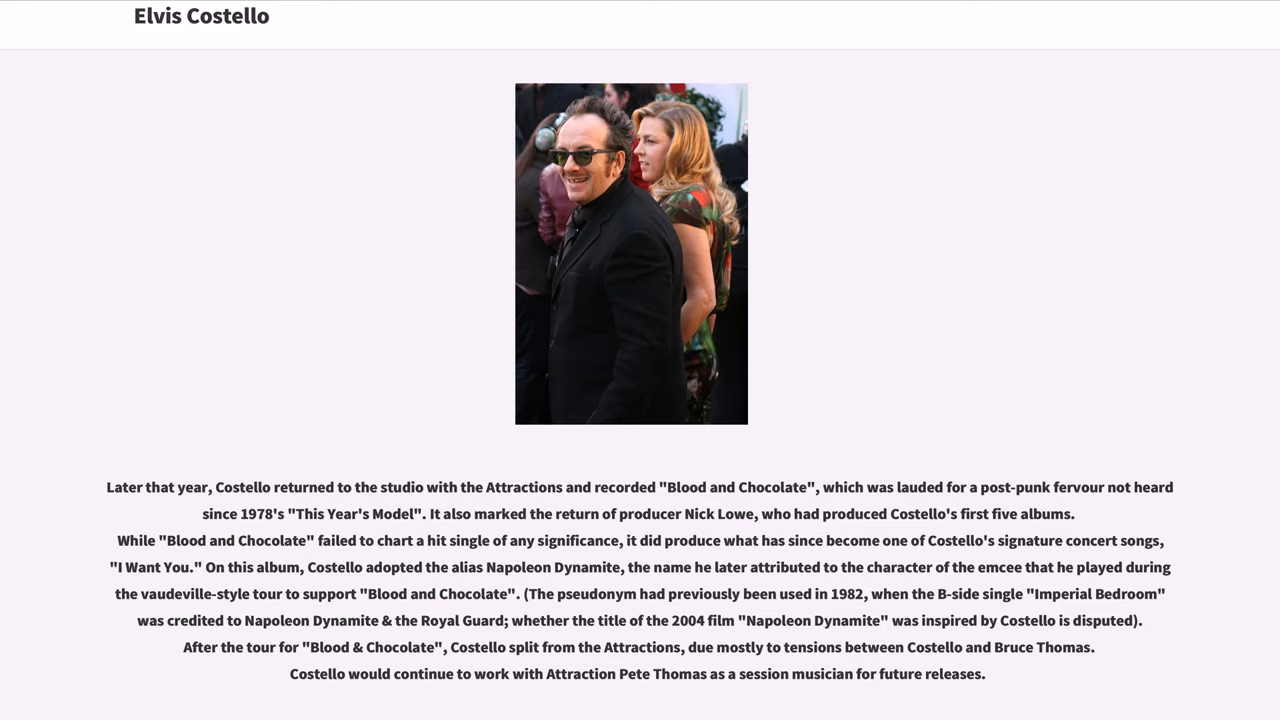 Elvis Costello
Later that year, Costello returned to the studio with the Attractions and recorded "Blood and Chocolate", which was lauded for a post-punk fervour not heard
since 1978's "This Year's Model". It also marked the return of producer Nick Lowe, who had produced Costello's first five albums.
While "Blood and Chocolate" failed to chart a hit single of any significance, it did produce what has since become one of Costello's signature concert songs,
"I Want You." On this album, Costello adopted the alias Napoleon Dynamite, the name he later attributed to the character of the emcee that he played during
the vaudeville-style tour to support "Blood and Chocolate". (The pseudonym had previously been used in 1982, when the B-side single "Imperial Bedroom"
was credited to Napoleon Dynamite & the Royal Guard; whether the title of the 2004 film "Napoleon Dynamite" was inspired by Costello is disputed).
After the tour for "Blood & Chocolate", Costello split from the Attractions, due mostly to tensions between Costello and Bruce Thomas.
Costello would continue to work with Attraction Pete Thomas as a session musician for future releases.